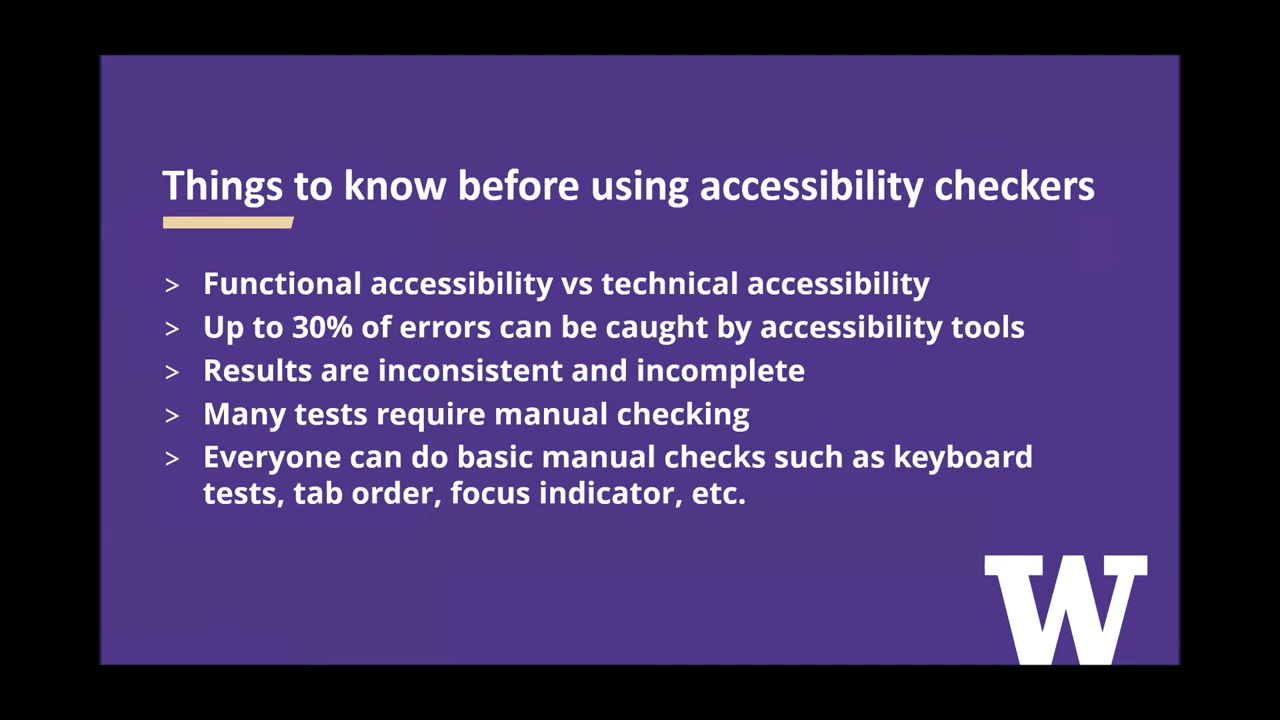 Things to know before using accessibility checkers
> Functional accessibility vs technical accessibility
> Up to 30% of errors can be caught by accessibility tools
> Results are inconsistent and incomplete
> Many tests require manual checking
> Everyone can do basic manual checks such as keyboard
tests, tab order, focus indicator, etc.
W